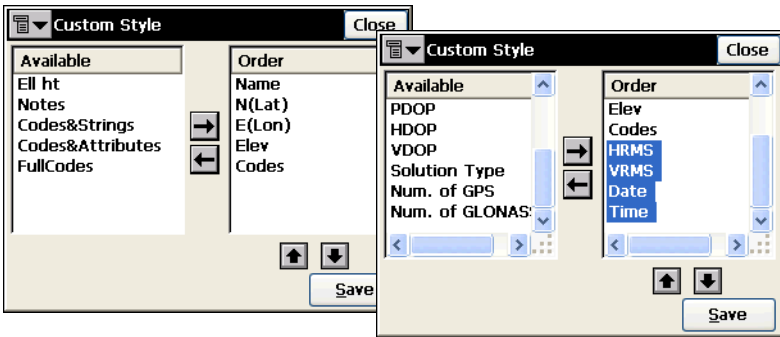 Custom Style
Close
Available
Ell ht
Notes
Codes&Strings
Codes&Attributes
FullCodes
Order
Name
N(Lat)
E(Lon)
Elev
Codes
Save
Custom Style
Close
Available
PDOP
HDOP
VDOP
Solution Type
Num. of GPS
Num. of GLONAS
Order
Elev
Codes
HRMS
VRMS
Date
Time
Save